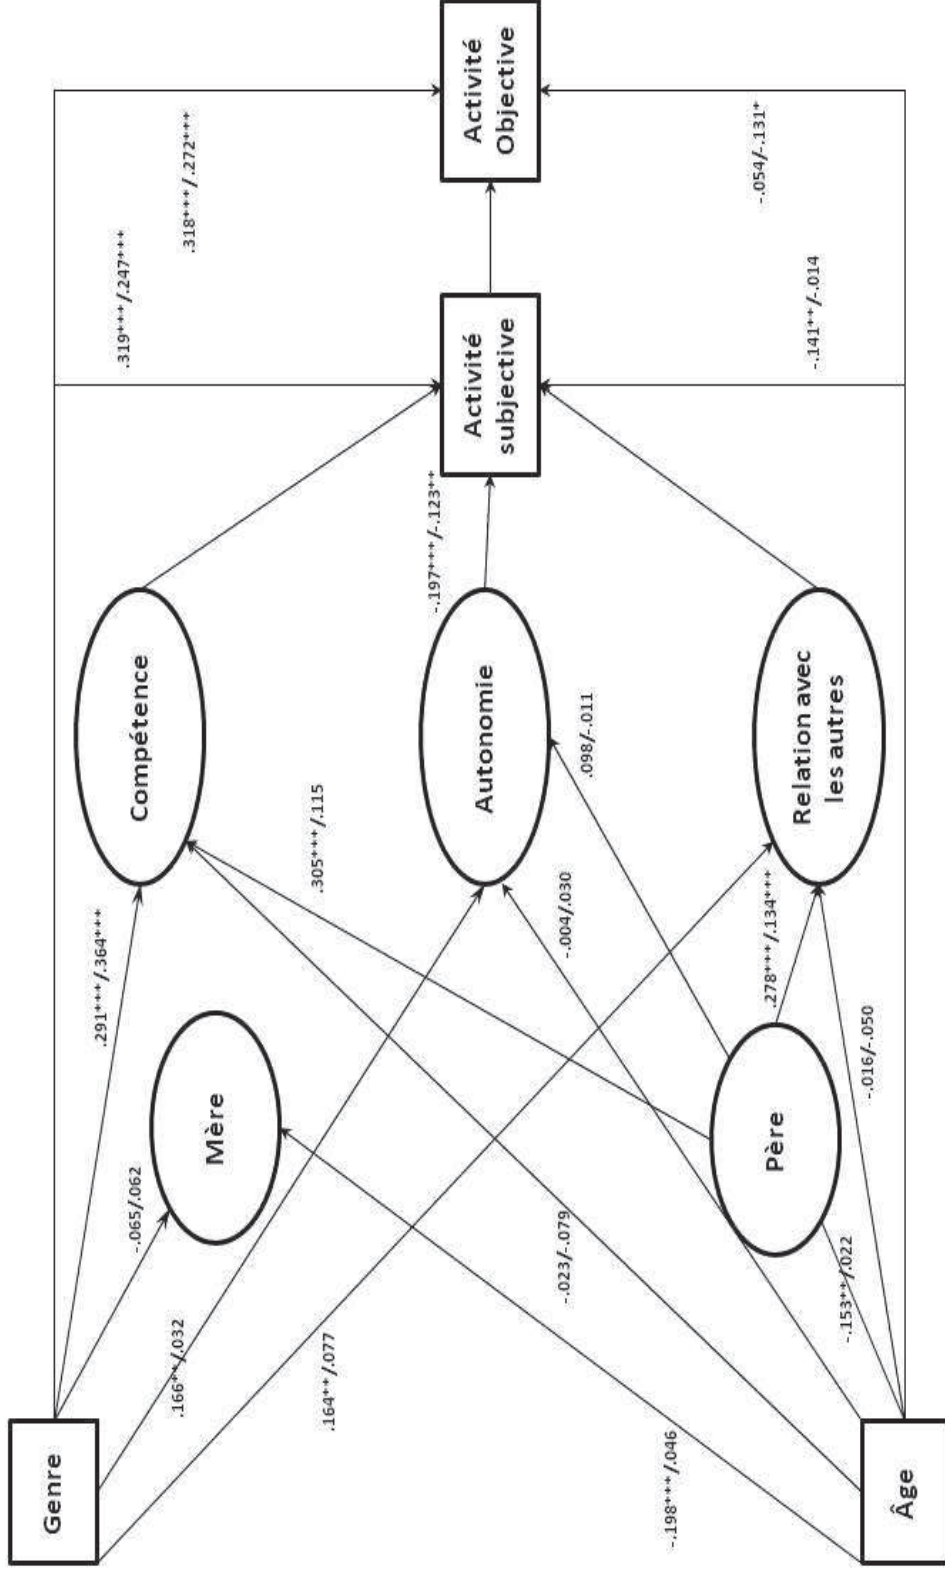 Genre
.291+++/.364+++
-.065/.062
.166++/.032
.164++/.077
Mère
Compétence
.319+++/.247+++
.318+++/.272+++
.305+++/.115
Autonomie
-.197+++/-.123++
Activité
subjective
Activité
Objective
-.004/.030
.098/-.011
-.023/-.079
-.198+++/.046
Père
.278+++/.134+++
Relation avec
les autres
-.054/-.131+
-.141++/-.014
-.153++/.022
-.016/-.050
Âge